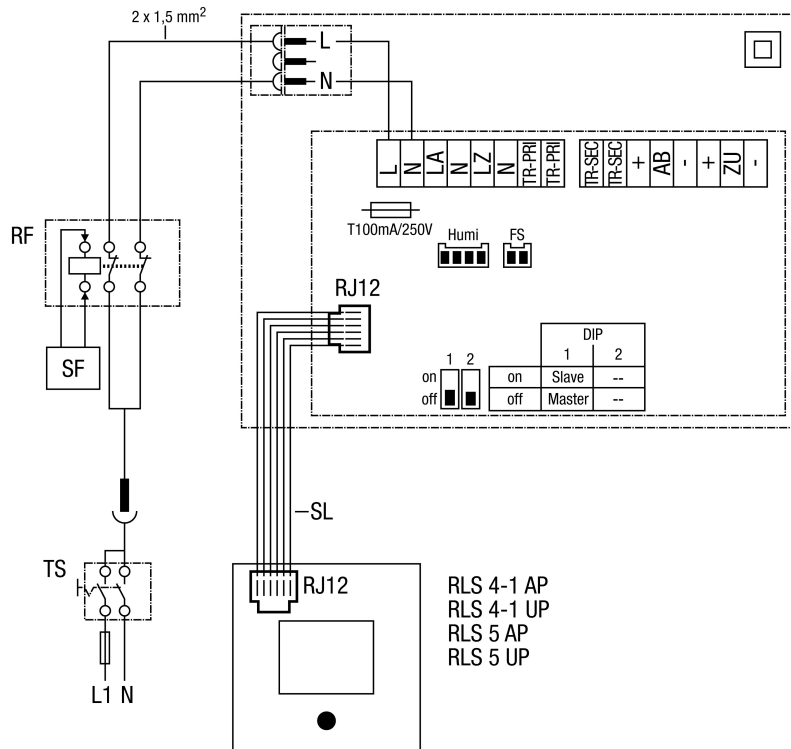 2 x 1,5 mm²
L
N
L N LA N LZ N TR-PRI TR-PRI TR-SEC TR-SEC + AB - + ZU -
T100mA/250V
Humi FS
RF
SF
RJ12
DIP
1 2
1 2
on
off
on Slave --
off Master --
SL
TS
RJ12
L1 N
RLS 4-1 AP
RLS 4-1 UP
RLS 5 AP
RLS 5 UP